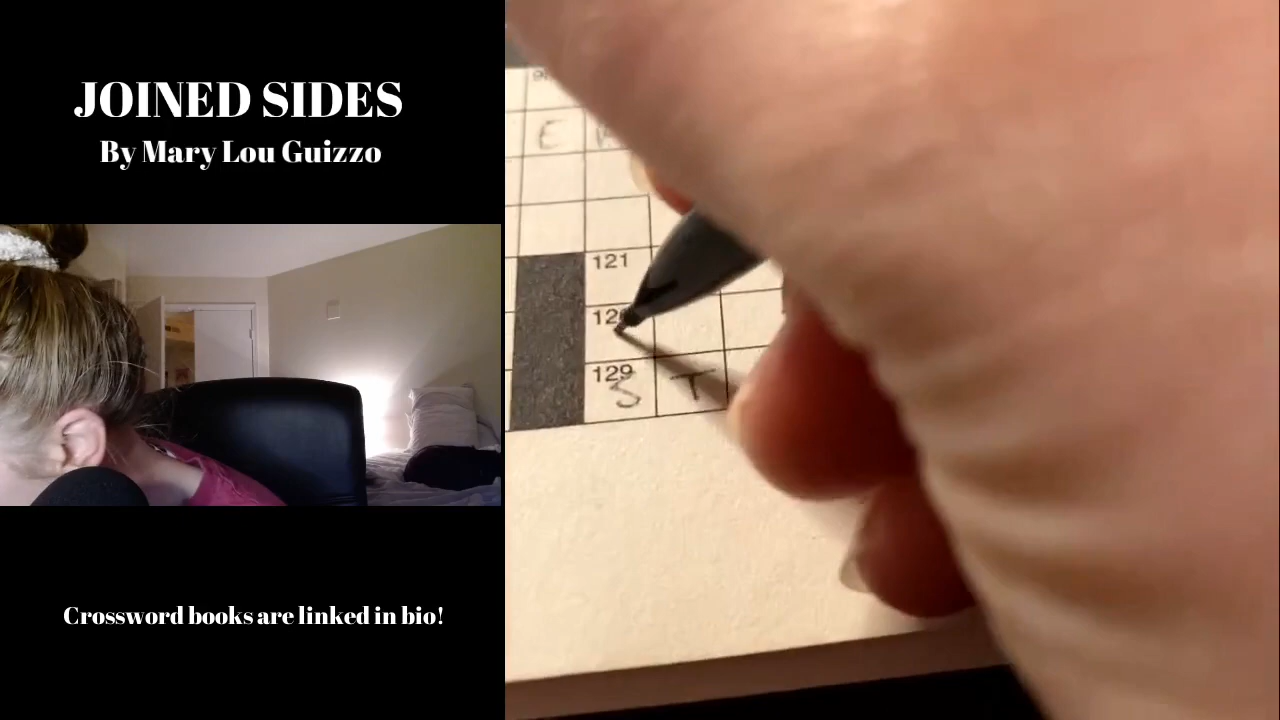 JOINED SIDES
By Mary Lou Guizzo
E
121
129
S T
Crossword books are linked in bio!